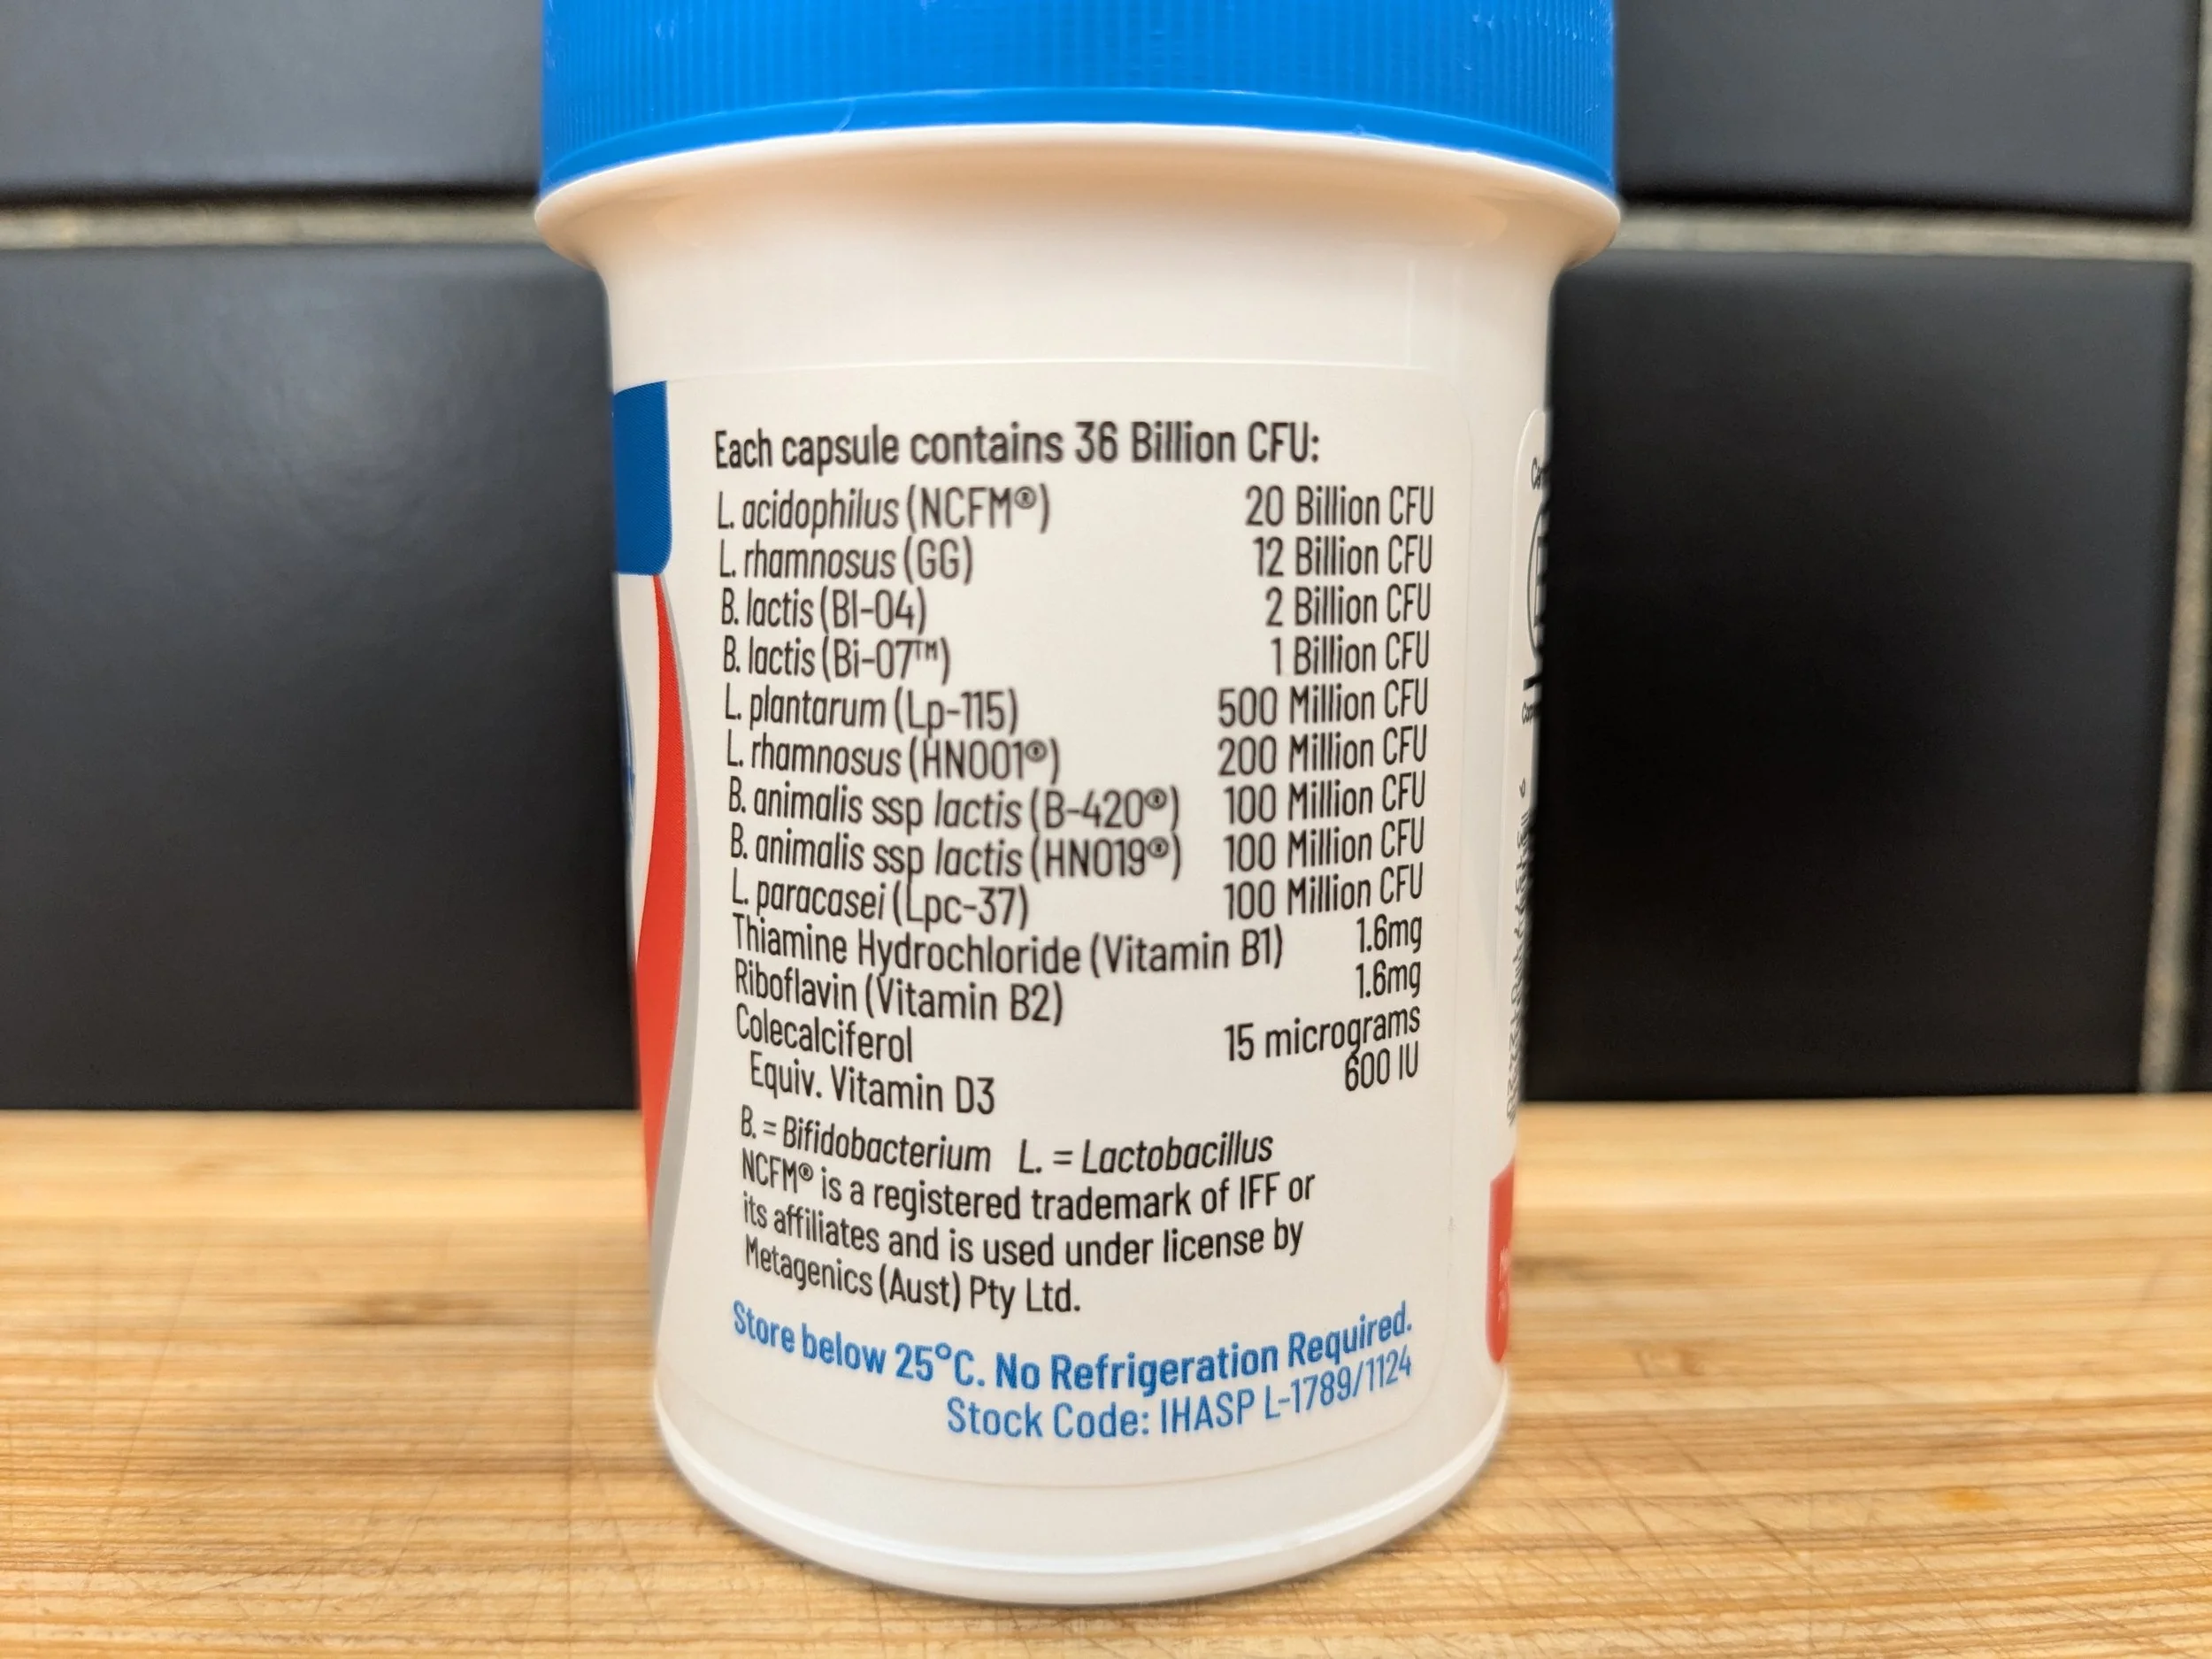 Each capsule contains 36 Billion CFU:
L. acidophilus (NCFM®) 20 Billion CFU
L. rhamnosus (GG) 12 Billion CFU
B. lactis (Bl-04) 2 Billion CFU
B. lactis (Bi-07™) 1 Billion CFU
L. plantarum (Lp-115) 500 Million CFU
L. rhamnosus (HN001®) 200 Million CFU
B. animalis ssp lactis (B-420®) 100 Million CFU
B. animalis ssp lactis (HN019®) 100 Million CFU
L. paracasei (Lpc-37) 100 Million CFU
Thiamine Hydrochloride (Vitamin B1) 1.6mg
Riboflavin (Vitamin B2) 1.6mg
Colecalciferol 15 micrograms
Equiv. Vitamin D3 600 IU
B. = Bifidobacterium L. = Lactobacillus
NCFM® is a registered trademark of IFF or
its affiliates and is used under license by
Metagenics (Aust) Pty Ltd.
Store below 25°C. No Refrigeration Required.
Stock Code: IHASP L-1789/1124